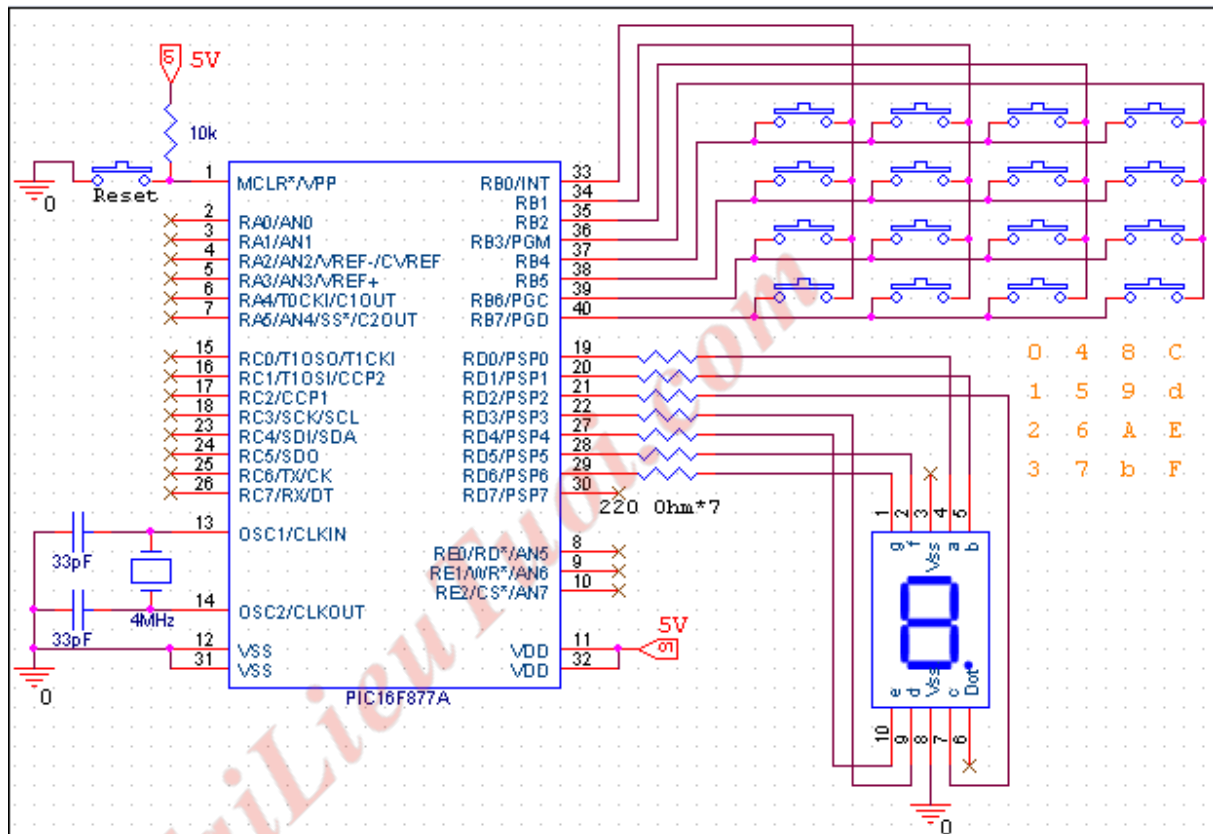 5V
10k
Reset
0
1 MCLR*/VPP
2 RA0/AN0
3 RA1/AN1
4 RA2/AN2/VREF-/CVREF
5 RA3/AN3/VREF+
6 RA4/T0CKI/C1OUT
7 RA5/AN4/SS*/C2OUT
15 RC0/T1OSO/T1CKI
16 RC1/T1OSI/CCP2
17 RC2/CCP1
18 RC3/SCK/SCL
23 RC4/SDI/SDA
24 RC5/SDO
25 RC6/TX/CK
26 RC7/RX/DT
13 OSC1/CLKIN
33pF
14 OSC2/CLKOUT
4MHz
33pF
12 VSS
31 VSS
0
PIC16F877A
RB0/INT 33
RB1 34
RB2 35
RB3/PGM 36
RB4 37
RB5 38
RB6/PGC 39
RB7/PGD 40
RD0/PSP0 19
RD1/PSP1 20
RD2/PSP2 21
RD3/PSP3 22
RD4/PSP4 27
RD5/PSP5 28
RD6/PSP6 29
RD7/PSP7 30
220 Ohm*7
RE0/RD*/AN5 8
RE1/WR*/AN6 9
RE2/CS*/AN7 10
5V
VDD 11
VDD 32
0 4 8 C
1 5 9 d
2 6 A E
3 7 b F
1 2 3 4 5
g f Vss a b
e d Vss c Dot
10 9 8 7 6
0
riLieuTuoi.com